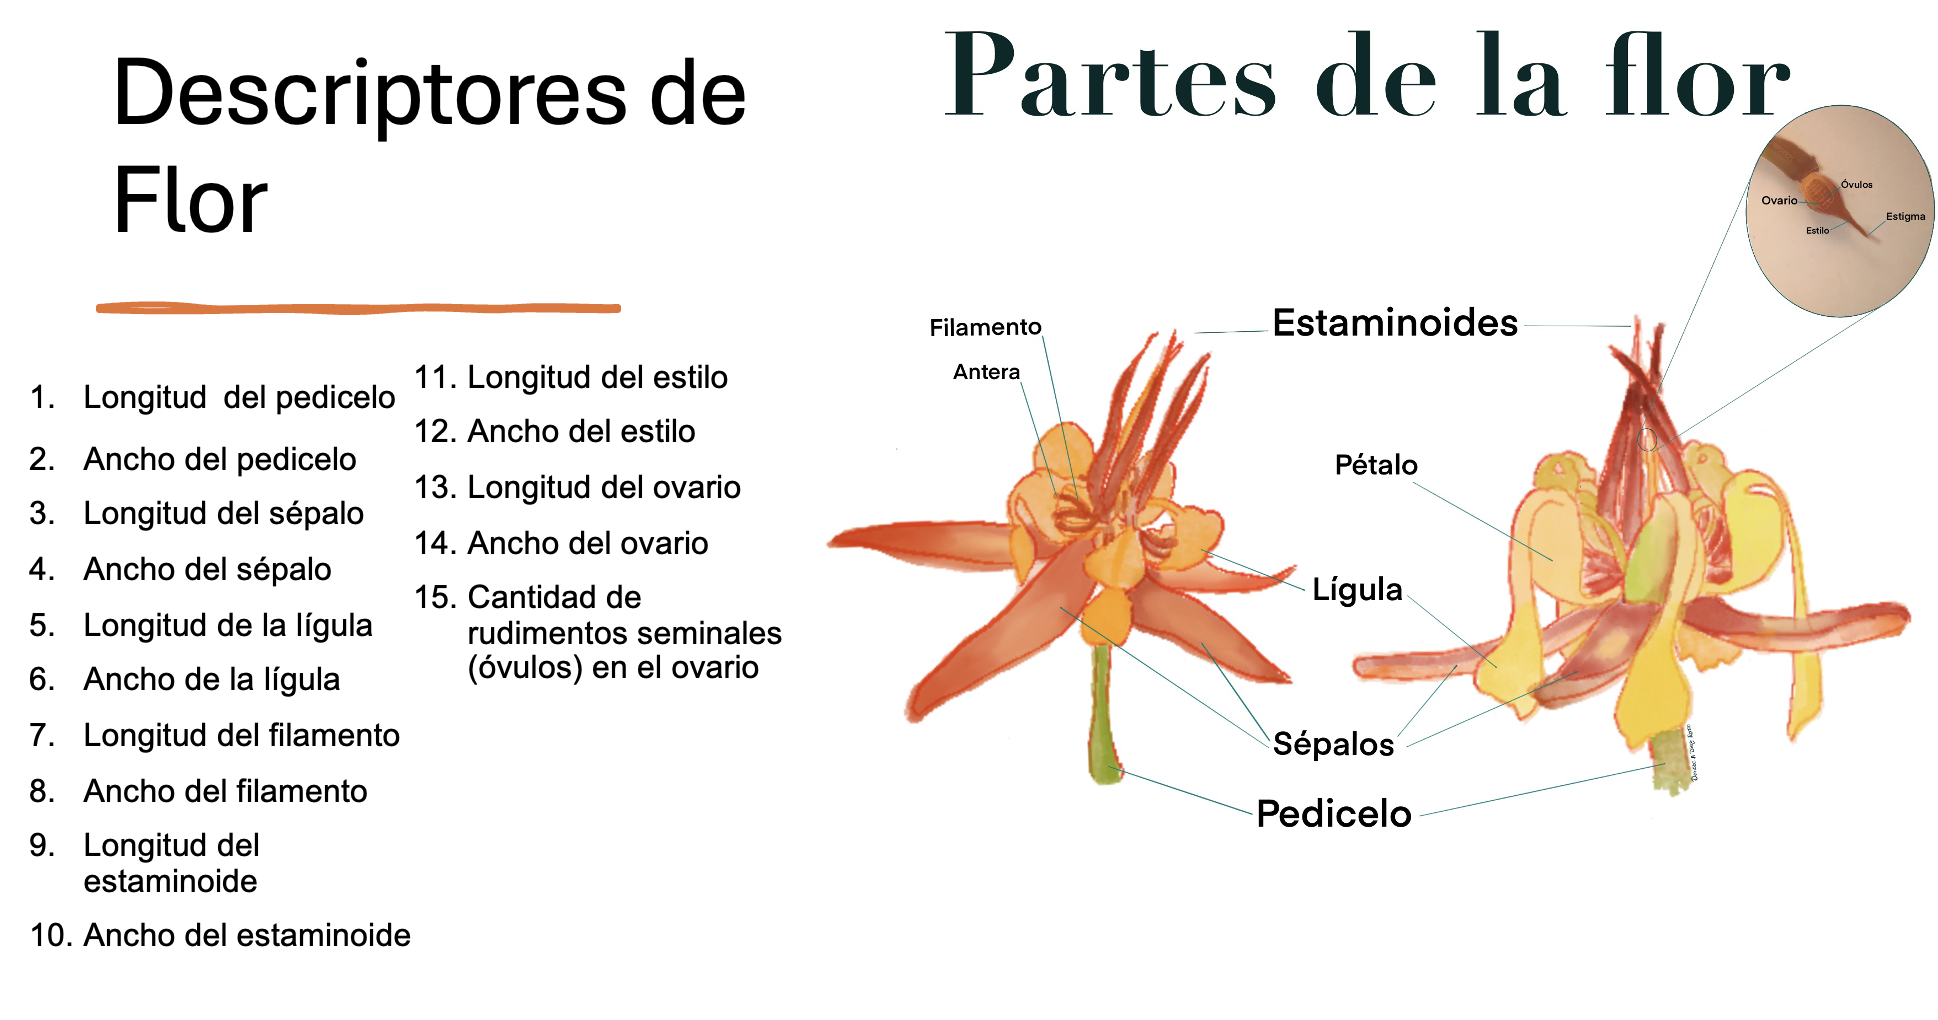 Descriptores de
Flor
1. Longitud del pedicelo
2. Ancho del pedicelo
3. Longitud del sépalo
4. Ancho del sépalo
5. Longitud de la lígula
6. Ancho de la lígula
7. Longitud del filamento
8. Ancho del filamento
9. Longitud del
estaminoide
10. Ancho del estaminoide
11. Longitud del estilo
12. Ancho del estilo
13. Longitud del ovario
14. Ancho del ovario
15. Cantidad de
rudimentos seminales
(óvulos) en el ovario
Partes de la flor
Óvulos
Ovario
Estigma
Estilo
Filamento
Estaminoides
Antera
Pétalo
Lígula
Sépalos
Pedicelo